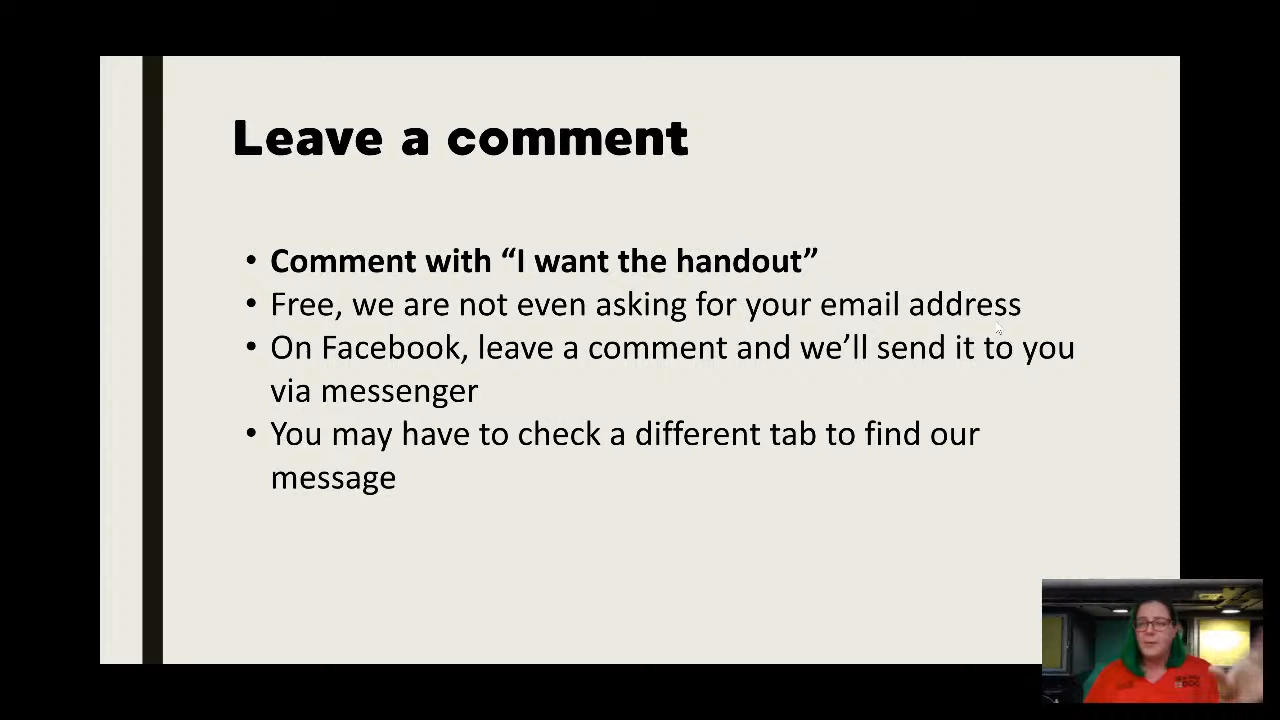 Leave a comment
• Comment with “I want the handout”
• Free, we are not even asking for your email address
• On Facebook, leave a comment and we’ll send it to you
via messenger
• You may have to check a different tab to find our
message